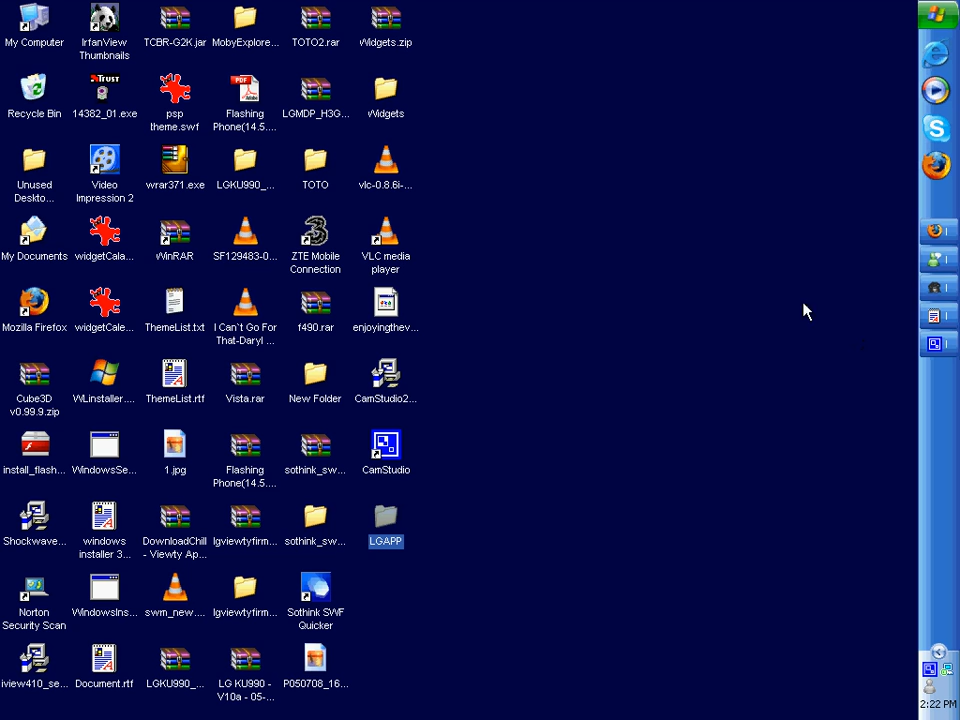 My Computer
IrfanView
Thumbnails
TCBR-G2K.jar
MobyExplore...
TOTO2.rar
Widgets.zip
Recycle Bin
14382_01.exe
psp
theme.swf
Flashing
Phone(14.5....
LGMDP_H3G...
Widgets
Unused
Deskto...
Video
Impression 2
wrar371.exe
LGKU990_...
TOTO
vlc-0.8.6i-...
My Documents
widgetCala...
WinRAR
SF129483-0...
ZTE Mobile
Connection
VLC media
player
Mozilla Firefox
widgetCale...
ThemeList.txt
I Can`t Go For
That-Daryl ...
f490.rar
enjoyingthev...
Cube3D
v0.99.9.zip
WLinstaller....
ThemeList.rtf
Vista.rar
New Folder
CamStudio2...
install_flash...
WindowsSe...
1.jpg
Flashing
Phone(14.5....
sothink_sw...
CamStudio
Shockwave...
windows
installer 3...
DownloadChill
- Viewty Ap...
lgviewtyfirm...
sothink_sw...
LGAPP
Norton
Security Scan
WindowsIns...
swm_new....
lgviewtyfirm...
Sothink SWF
Quicker
iview410_se...
Document.rtf
LGKU990_...
LG KU990 -
V10a - 05-...
P050708_16...
2:22 PM